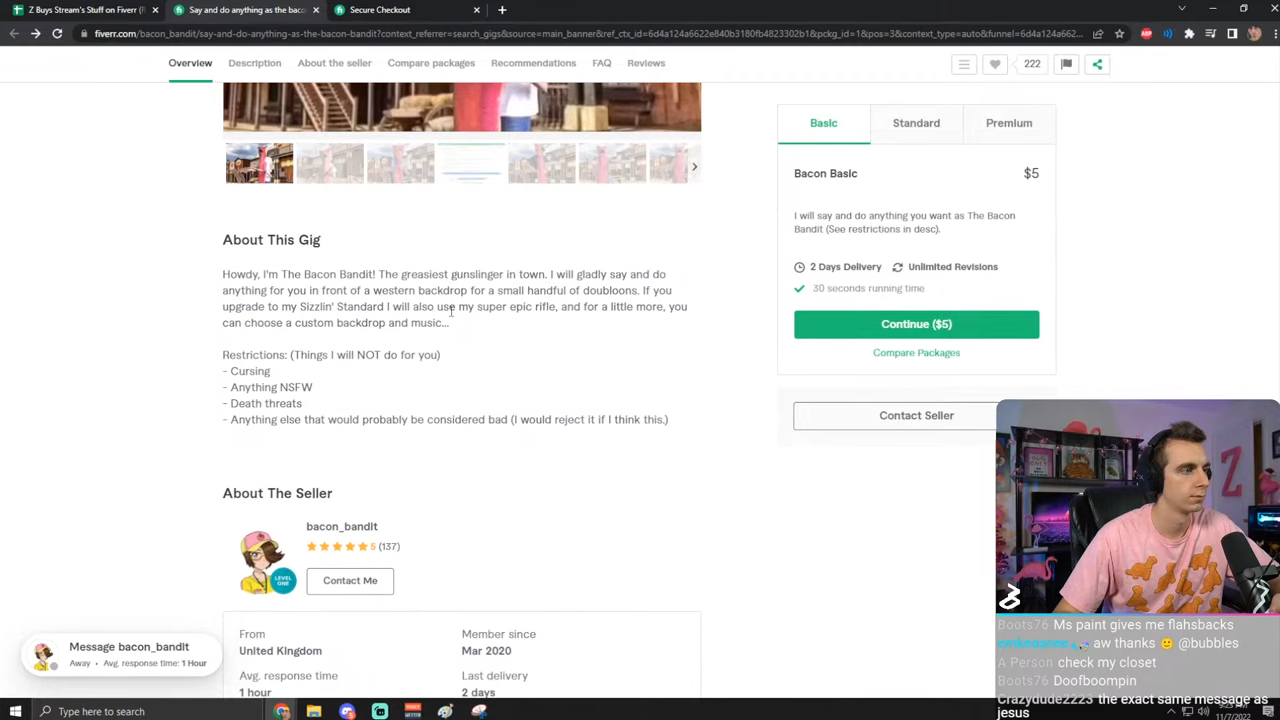 Z Buys Stream's Stuff on Fiverr (
Say and do anything-as-the-bacon
Secure Checkout
fiverr.com/bacon_bandit/say-and-do-anything-as-the-bacon-bandit?context_referrer=search_gigs&source=main_banner&ref_ctx_id=6d4a124a6622e840b3180fb4823302b1&pckg_id=1&pos=3&context_type=auto&funnel=6d4a124a662...
Overview
Description
About the seller
Compare packages
Recommendations
FAQ
Reviews
222
Basic
Standard
Premium
Bacon Basic
$5
I will say and do anything you want as The Bacon
Bandit (See restrictions in desc).
2 Days Delivery
Unlimited Revisions
30 seconds running time
Continue ($5)
Compare Packages
Contact Seller
About This Gig
Howdy, I'm The Bacon Bandit! The greasiest gunslinger in town. I will gladly say and do
anything for you in front of a western backdrop for a small handful of doubloons. If you
upgrade to my Sizzlin' Standard I will also use my super epic rifle, and for a little more, you
can choose a custom backdrop and music...
Restrictions: (Things I will NOT do for you)
- Cursing
- Anything NSFW
- Death threats
- Anything else that would probably be considered bad (I would reject it if I think this.)
About The Seller
bacon_bandit
5 (137)
LEVEL
ONE
Contact Me
From
United Kingdom
Member since
Mar 2020
Avg. response time
1 hour
Last delivery
2 days
Message bacon_bandit
Away • Avg. response time: 1 Hour
Boots76 Ms paint gives me flahsbacks
aw thanks 🙂 @bubbles
A Person check my closet
Boots76 Doofboompin
Crazydude2223 the exact same message as
jesus
Type here to search
11/7/2022